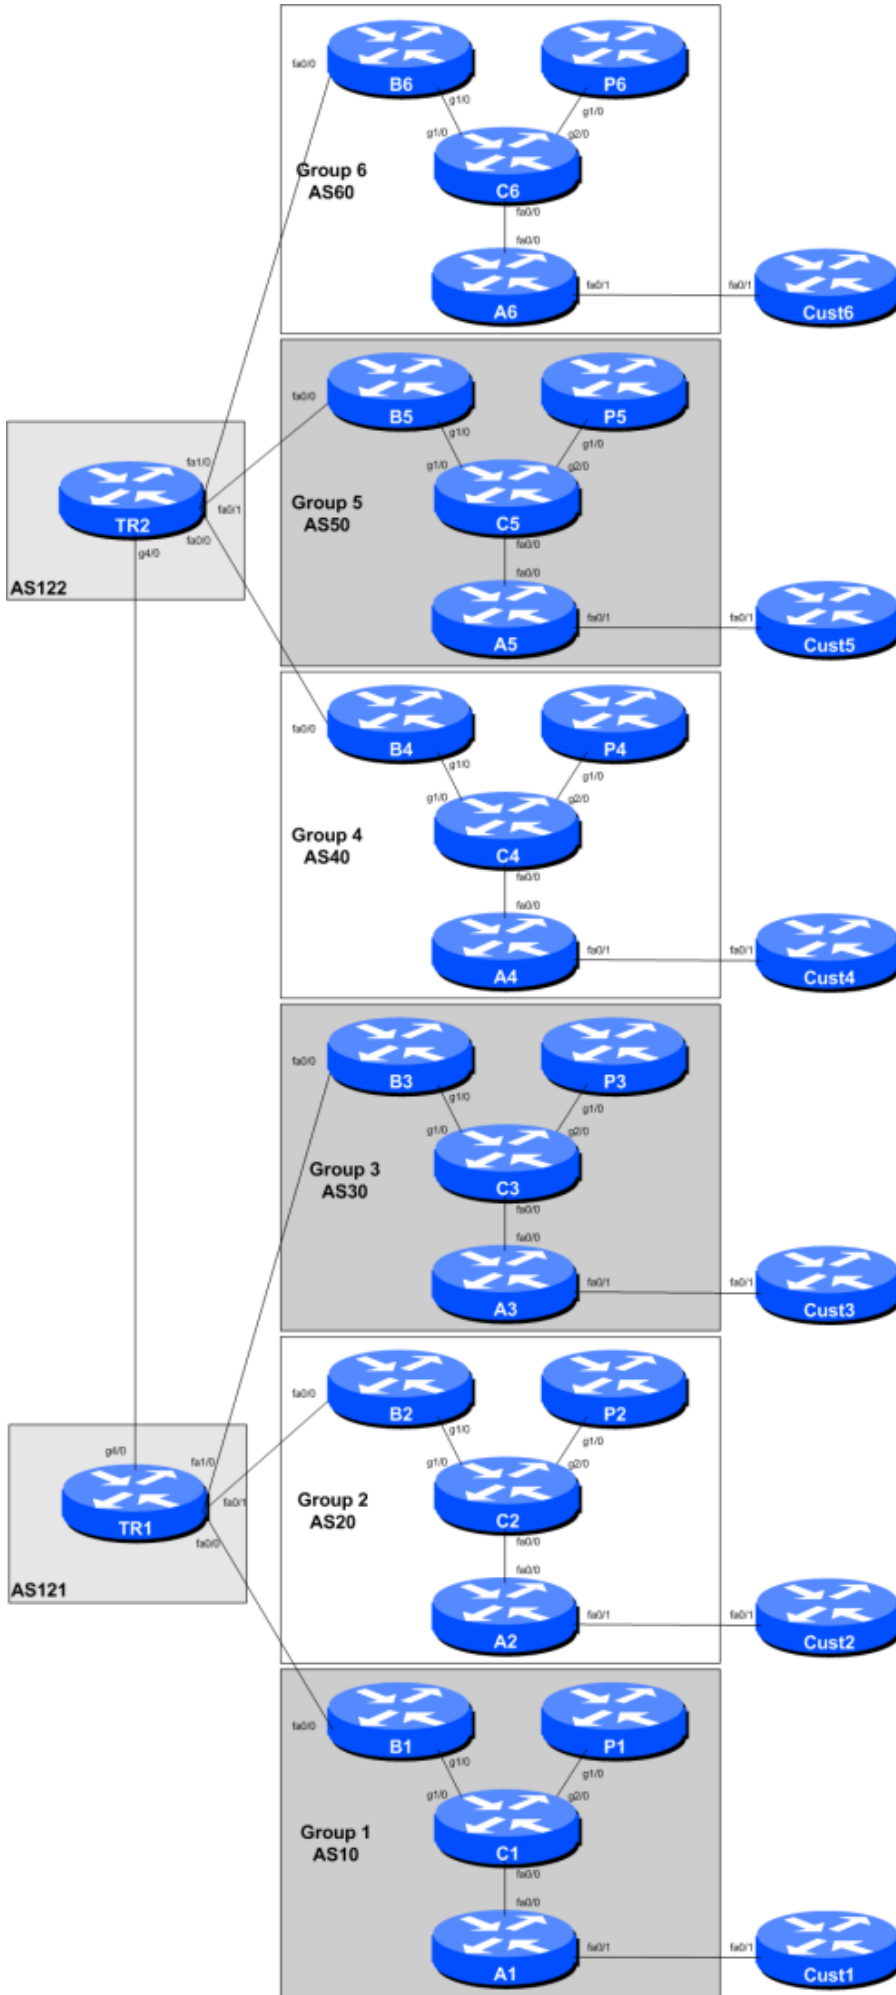 fa0/0
B6
P6
g1/0
g1/0
g1/0
g2/0
Group 6
AS60
C6
fa0/0
fa0/0
A6
fa0/1
fa0/1
Cust6
fa0/0
B5
P5
g1/0
g1/0
g1/0
g2/0
Group 5
AS50
C5
fa0/0
fa0/0
A5
fa0/1
fa0/1
Cust5
fa1/0
TR2
fa0/1
fa0/0
g4/0
AS122
fa0/0
B4
P4
g1/0
g1/0
g1/0
g2/0
Group 4
AS40
C4
fa0/0
fa0/0
A4
fa0/1
fa0/1
Cust4
fa0/0
B3
P3
g1/0
g1/0
g1/0
g2/0
Group 3
AS30
C3
fa0/0
fa0/0
A3
fa0/1
fa0/1
Cust3
fa0/0
B2
P2
g1/0
g1/0
g1/0
g2/0
Group 2
AS20
C2
fa0/0
fa0/0
A2
fa0/1
fa0/1
Cust2
g4/0
fa1/0
TR1
fa0/1
fa0/0
AS121
fa0/0
B1
P1
g1/0
g1/0
g1/0
g2/0
Group 1
AS10
C1
fa0/0
fa0/0
A1
fa0/1
fa0/1
Cust1